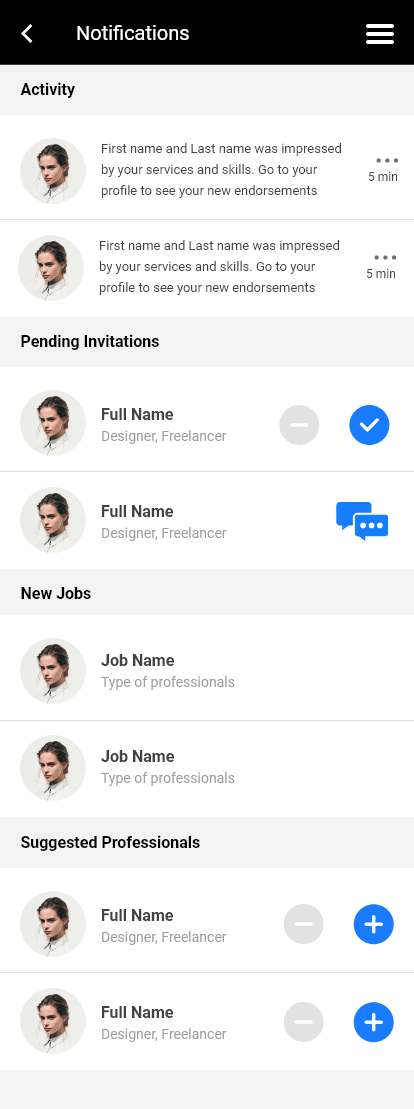 Notifications
Activity
First name and Last name was impressed
by your services and skills. Go to your
profile to see your new endorsements
5 min
First name and Last name was impressed
by your services and skills. Go to your
profile to see your new endorsements
5 min
Pending Invitations
Full Name
Designer, Freelancer
Full Name
Designer, Freelancer
New Jobs
Job Name
Type of professionals
Job Name
Type of professionals
Suggested Professionals
Full Name
Designer, Freelancer
Full Name
Designer, Freelancer